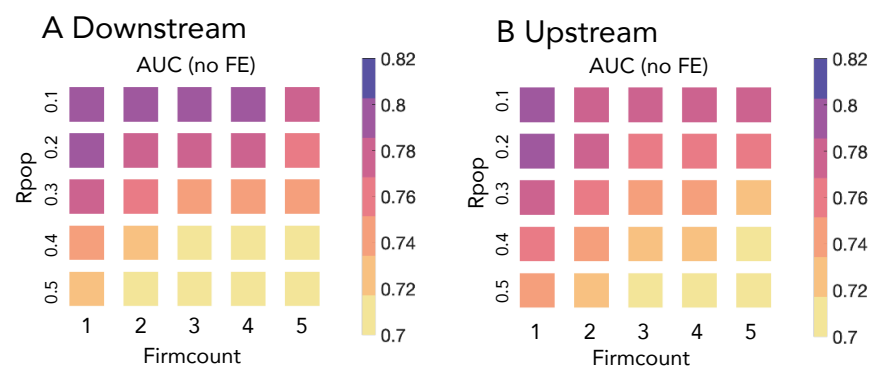 A Downstream
AUC (no FE)
0.82
0.8
0.78
0.76
0.74
0.72
0.7
Rpop
0.1
0.2
0.3
0.4
0.5
1 2 3 4 5
Firmcount
B Upstream
AUC (no FE)
0.82
0.8
0.78
0.76
0.74
0.72
0.7
Rpop
0.1
0.2
0.3
0.4
0.5
1 2 3 4 5
Firmcount